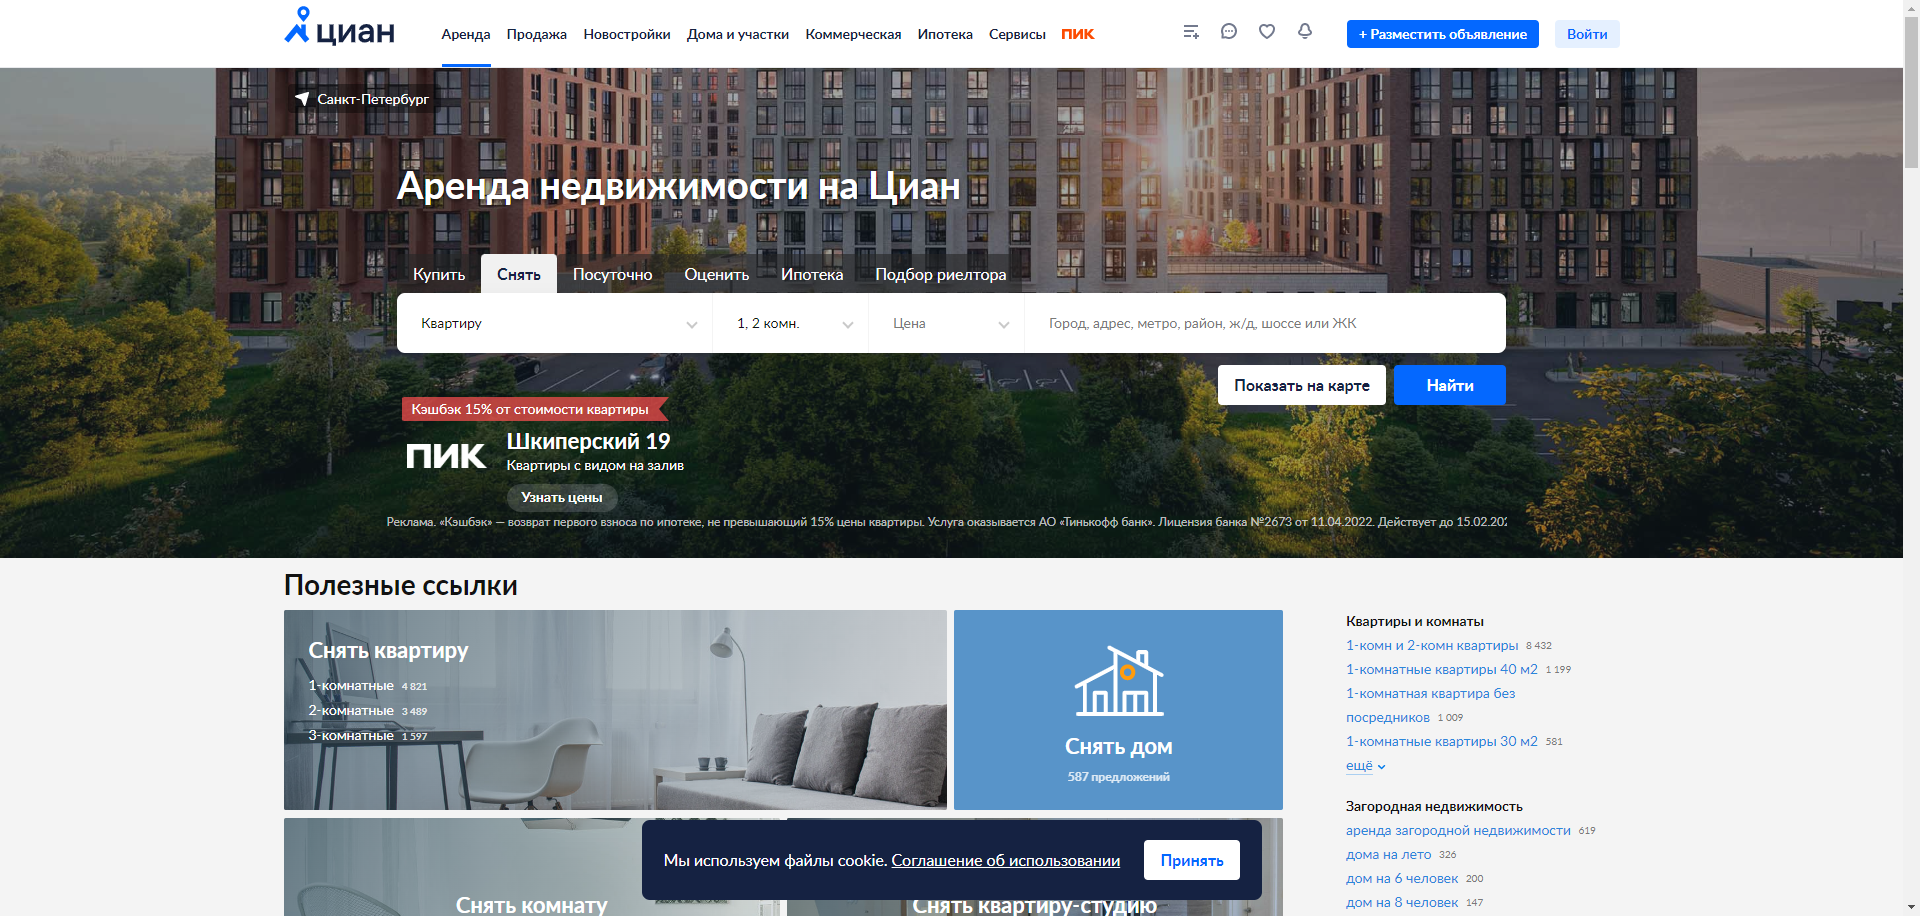 циан
Аренда Продажа Новостройки Дома и участки Коммерческая Ипотека Сервисы ПИК
+ Разместить объявление
Войти
Санкт-Петербург
Аренда недвижимости на Циан
Купить Снять Посуточно Оценить Ипотека Подбор риелтора
Квартиру 1, 2 комн. Цена Город, адрес, метро, район, ж/д, шоссе или ЖК
Показать на карте Найти
Кэшбэк 15% от стоимости квартиры
ПИК
Шкиперский 19
Квартиры с видом на залив
Узнать цены
Реклама. «Кэшбэк» — возврат первого взноса по ипотеке, не превышающий 15% цены квартиры. Услуга оказывается АО «Тинькофф банк». Лицензия банка №2673 от 11.04.2022. Действует до 15.02.202
Полезные ссылки
Снять квартиру
1-комнатные 4 821
2-комнатные 3 489
3-комнатные 1 597
Снять дом
587 предложений
Квартиры и комнаты
1-комн и 2-комн квартиры 8 432
1-комнатные квартиры 40 м2 1 199
1-комнатная квартира без
посредников 1 009
1-комнатные квартиры 30 м2 581
ещё
Загородная недвижимость
аренда загородной недвижимости 619
дома на лето 326
дом на 6 человек 200
дом на 8 человек 147
Мы используем файлы cookie. Соглашение об использовании
Принять
Снять комнату
Снять квартиру-студию